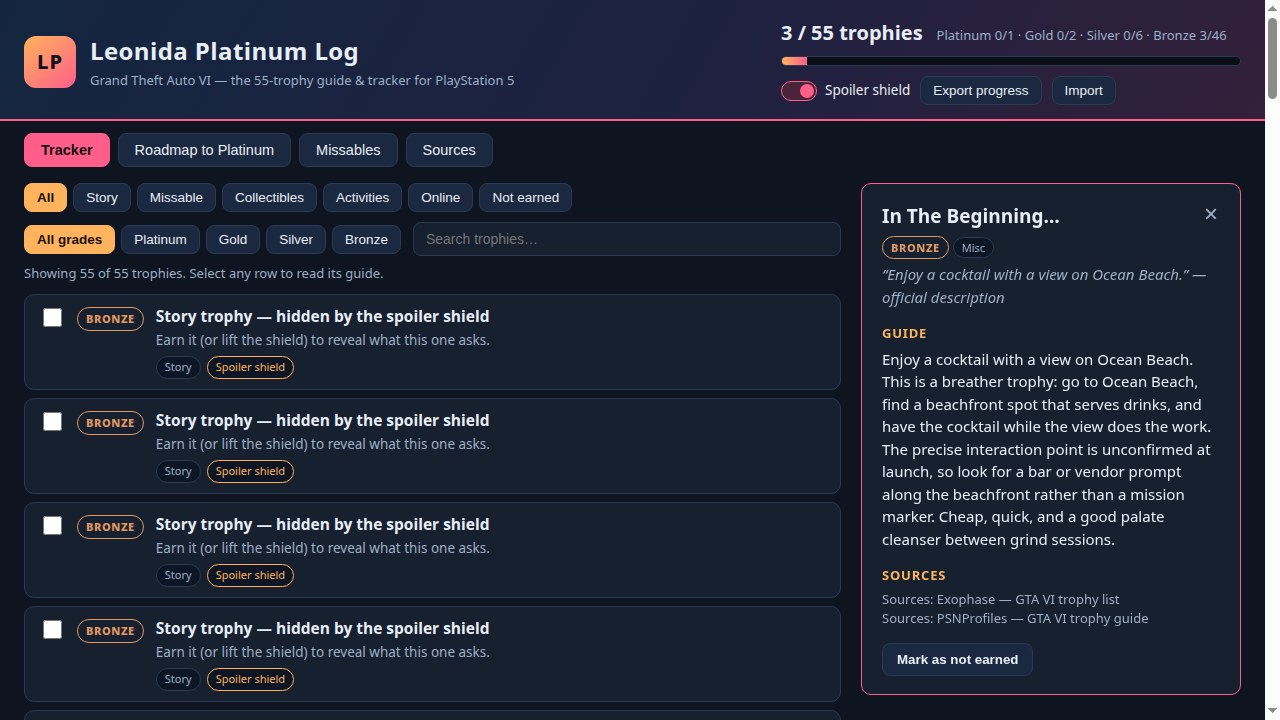 LP
Leonida Platinum Log
Grand Theft Auto VI — the 55-trophy guide & tracker for PlayStation 5
3 / 55 trophies
Platinum 0/1 · Gold 0/2 · Silver 0/6 · Bronze 3/46
Spoiler shield
Export progress
Import
Tracker
Roadmap to Platinum
Missables
Sources
All
Story
Missable
Collectibles
Activities
Online
Not earned
All grades
Platinum
Gold
Silver
Bronze
Search trophies…
Showing 55 of 55 trophies. Select any row to read its guide.
BRONZE
Story trophy — hidden by the spoiler shield
Earn it (or lift the shield) to reveal what this one asks.
Story
Spoiler shield
BRONZE
Story trophy — hidden by the spoiler shield
Earn it (or lift the shield) to reveal what this one asks.
Story
Spoiler shield
BRONZE
Story trophy — hidden by the spoiler shield
Earn it (or lift the shield) to reveal what this one asks.
Story
Spoiler shield
BRONZE
Story trophy — hidden by the spoiler shield
Earn it (or lift the shield) to reveal what this one asks.
Story
Spoiler shield
In The Beginning...
×
BRONZE
Misc
“Enjoy a cocktail with a view on Ocean Beach.” —
official description
GUIDE
Enjoy a cocktail with a view on Ocean Beach.
This is a breather trophy: go to Ocean Beach,
find a beachfront spot that serves drinks, and
have the cocktail while the view does the work.
The precise interaction point is unconfirmed at
launch, so look for a bar or vendor prompt
along the beachfront rather than a mission
marker. Cheap, quick, and a good palate
cleanser between grind sessions.
SOURCES
Sources: Exophase — GTA VI trophy list
Sources: PSNProfiles — GTA VI trophy guide
Mark as not earned